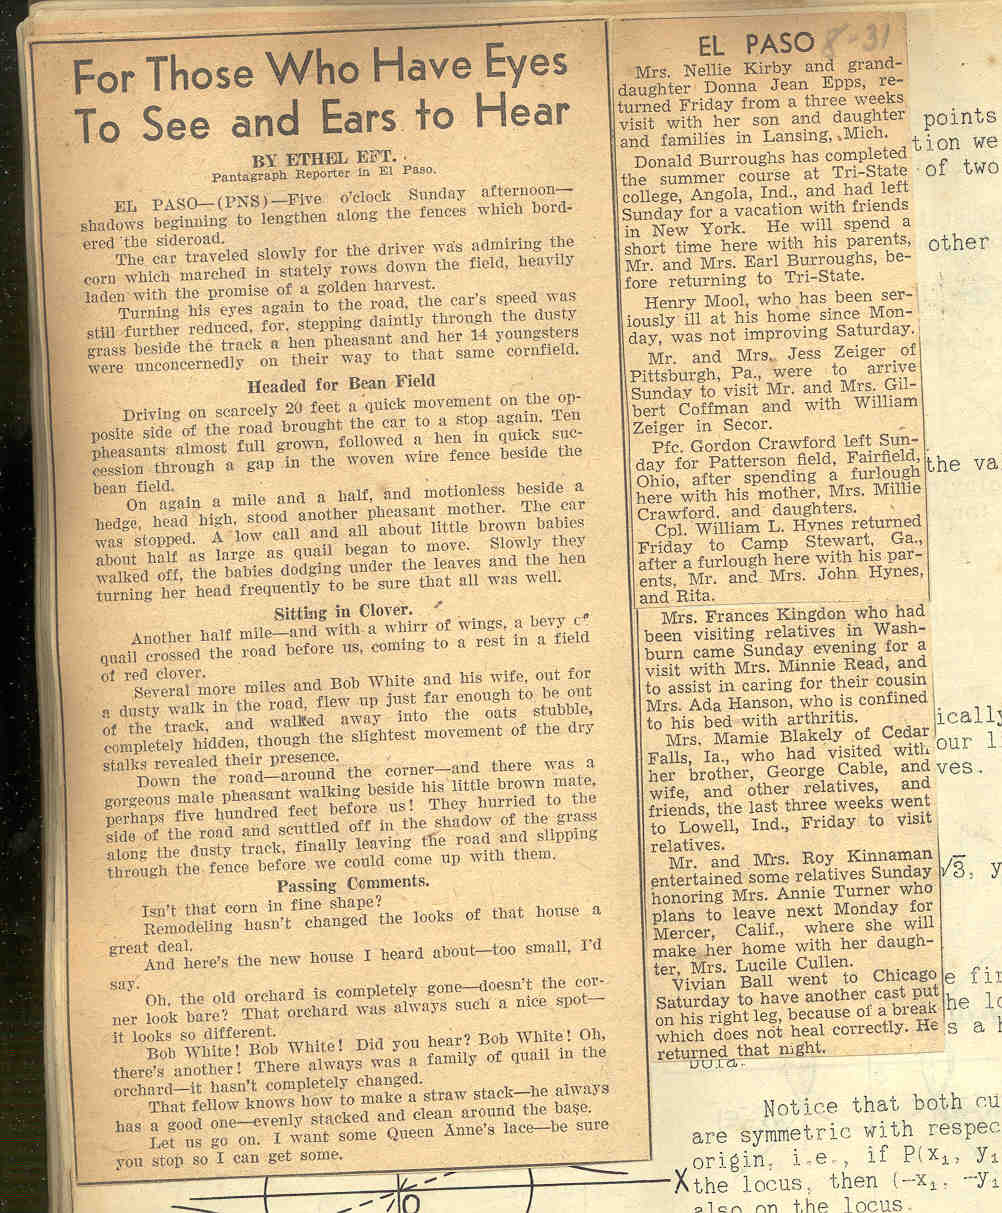 For Those Who Have Eyes
To See and Ears to Hear
BY ETHEL EFT.
Pantagraph Reporter in El Paso.
EL PASO—(PNS)—Five o'clock Sunday afternoon—
shadows beginning to lengthen along the fences which bord-
ered the sideroad.
The car traveled slowly for the driver was admiring the
corn which marched in stately rows down the field, heavily
laden with the promise of a golden harvest.
Turning his eyes again to the road, the car's speed was
still further reduced, for, stepping daintly through the dusty
grass beside the track a hen pheasant and her 14 youngsters
were unconcernedly on their way to that same cornfield.
Headed for Bean Field
Driving on scarcely 20 feet a quick movement on the op-
posite side of the road brought the car to a stop again. Ten
pheasants almost full grown, followed a hen in quick suc-
cession through a gap in the woven wire fence beside the
bean field.
On again a mile and a half, and motionless beside a
hedge, head high, stood another pheasant mother. The car
was stopped. A low call and all about little brown babies
about half as large as quail began to move. Slowly they
walked off, the babies dodging under the leaves and the hen
turning her head frequently to be sure that all was well.
Sitting in Clover.
Another half mile—and with a whirr of wings, a bevy of
quail crossed the road before us, coming to a rest in a field
of red clover.
Several more miles and Bob White and his wife, out for
a dusty walk in the road, flew up just far enough to be out
of the track, and walked away into the oats stubble,
completely hidden, though the slightest movement of the dry
stalks revealed their presence.
Down the road—around the corner—and there was a
gorgeous male pheasant walking beside his little brown mate,
perhaps five hundred feet before us! They hurried to the
side of the road and scuttled off in the shadow of the grass
along the dusty track, finally leaving the road and slipping
through the fence before we could come up with them.
Passing Comments.
Isn't that corn in fine shape?
Remodeling hasn't changed the looks of that house a
great deal.
And here's the new house I heard about—too small, I'd
say.
Oh, the old orchard is completely gone—doesn't the cor-
ner look bare? That orchard was always such a nice spot—
it looks so different.
Bob White! Bob White! Did you hear? Bob White! Oh,
there's another! There always was a family of quail in the
orchard—it hasn't completely changed.
That fellow knows how to make a straw stack—he always
has a good one—evenly stacked and clean around the base.
Let us go on. I want some Queen Anne's lace—be sure
you stop so I can get some.
EL PASO 8-31
Mrs. Nellie Kirby and grand-
daughter Donna Jean Epps, re-
turned Friday from a three weeks
visit with her son and daughter
and families in Lansing, Mich.
Donald Burroughs has completed
the summer course at Tri-State
college, Angola, Ind., and had left
Sunday for a vacation with friends
in New York. He will spend a
short time here with his parents,
Mr. and Mrs. Earl Burroughs, be-
fore returning to Tri-State.
Henry Mool, who has been ser-
iously ill at his home since Mon-
day, was not improving Saturday.
Mr. and Mrs. Jess Zeiger of
Pittsburgh, Pa., were to arrive
Sunday to visit Mr. and Mrs. Gil-
bert Coffman and with William
Zeiger in Secor.
Pfc. Gordon Crawford left Sun-
day for Patterson field, Fairfield,
Ohio, after spending a furlough
here with his mother, Mrs. Millie
Crawford, and daughters.
Cpl. William L. Hynes returned
Friday to Camp Stewart, Ga.,
after a furlough here with his par-
ents, Mr. and Mrs. John Hynes,
and Rita.
Mrs. Frances Kingdon who had
been visiting relatives in Wash-
burn came Sunday evening for a
visit with Mrs. Minnie Read, and
to assist in caring for their cousin
Mrs. Ada Hanson, who is confined
to his bed with arthritis.
Mrs. Mamie Blakely of Cedar
Falls, Ia., who had visited with
her brother, George Cable, and
wife, and other relatives, and
friends, the last three weeks went
to Lowell, Ind., Friday to visit
relatives.
Mr. and Mrs. Roy Kinnaman
entertained some relatives Sunday
honoring Mrs. Annie Turner who
plans to leave next Monday for
Mercer, Calif., where she will
make her home with her daugh-
ter, Mrs. Lucile Cullen.
Vivian Ball went to Chicago
Saturday to have another cast put
on his right leg, because of a break
which does not heal correctly. He
returned that night.
points
tion we
of two
other
the va
ically
our li
ves.
√3, y
e fir
he lo
s a h
Notice that both cu
are symmetric with respec
origin, i.e., if P(x₁, y₁
the locus, then (-x₁, -y₁
also on the locus.
X
O